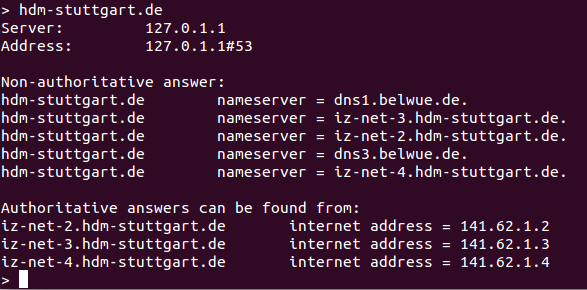 > hdm-stuttgart.de
Server: 127.0.1.1
Address: 127.0.1.1#53
Non-authoritative answer:
hdm-stuttgart.de nameserver = dns1.belwue.de.
hdm-stuttgart.de nameserver = iz-net-3.hdm-stuttgart.de.
hdm-stuttgart.de nameserver = iz-net-2.hdm-stuttgart.de.
hdm-stuttgart.de nameserver = dns3.belwue.de.
hdm-stuttgart.de nameserver = iz-net-4.hdm-stuttgart.de.
Authoritative answers can be found from:
iz-net-2.hdm-stuttgart.de internet address = 141.62.1.2
iz-net-3.hdm-stuttgart.de internet address = 141.62.1.3
iz-net-4.hdm-stuttgart.de internet address = 141.62.1.4
>